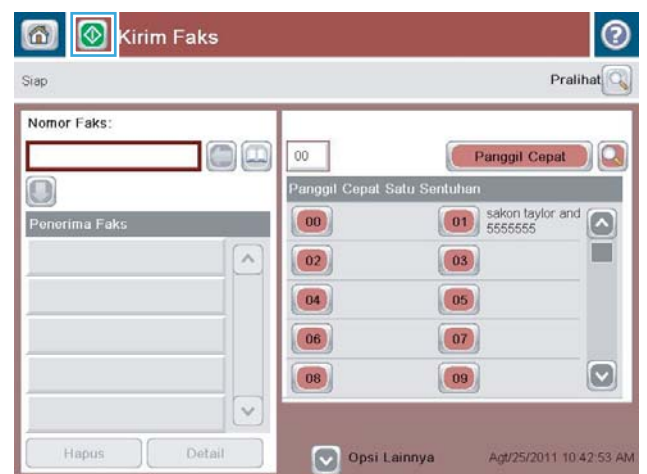 Kirim Faks
Siap
Pralihat
Nomor Faks:
00
Panggil Cepat
Panggil Cepat Satu Sentuhan
Penerima Faks
00
01
sakon taylor and
5555555
02
03
04
05
06
07
08
09
Hapus
Detail
Opsi Lainnya
Agt/25/2011 10:42:53 AM